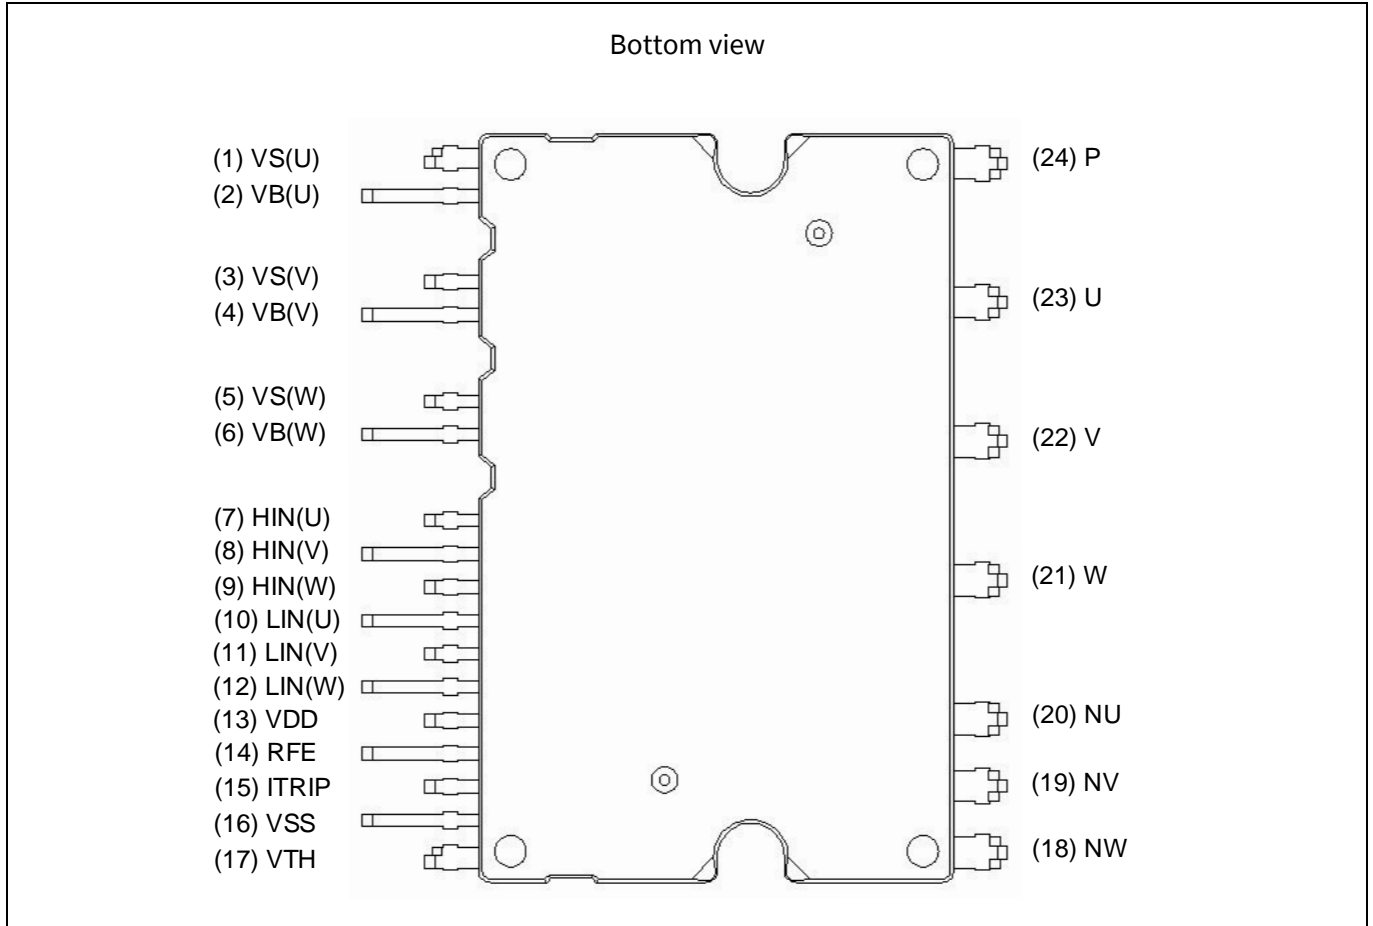 Bottom view
(1) VS(U)
(2) VB(U)
(3) VS(V)
(4) VB(V)
(5) VS(W)
(6) VB(W)
(7) HIN(U)
(8) HIN(V)
(9) HIN(W)
(10) LIN(U)
(11) LIN(V)
(12) LIN(W)
(13) VDD
(14) RFE
(15) ITRIP
(16) VSS
(17) VTH
(24) P
(23) U
(22) V
(21) W
(20) NU
(19) NV
(18) NW